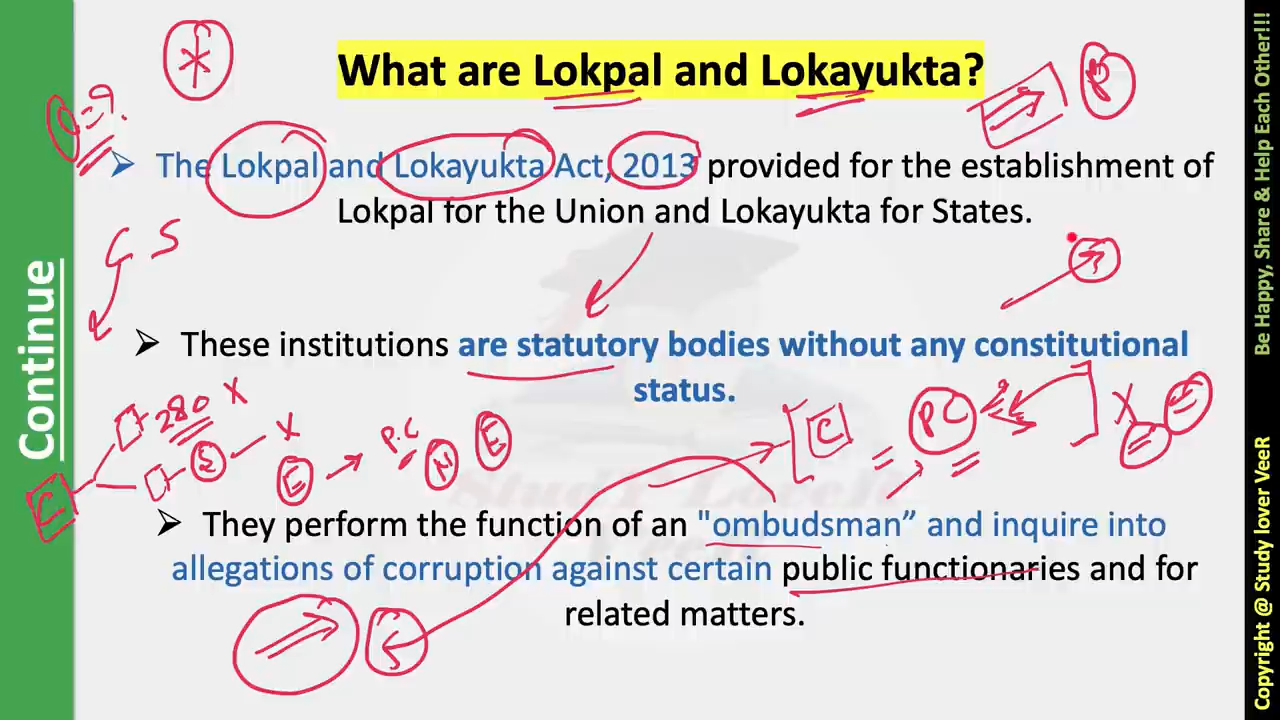 What are Lokpal and Lokayukta?
➢ The Lokpal and Lokayukta Act, 2013 provided for the establishment of
Lokpal for the Union and Lokayukta for States.
➢ These institutions are statutory bodies without any constitutional
status.
➢ They perform the function of an "ombudsman” and inquire into
allegations of corruption against certain public functionaries and for
related matters.
Continue
Be Happy, Share & Help Each Other!!!
Copyright @ Study lover VeeR
C S
280 X
X
P.C
N
E
C
PC
X